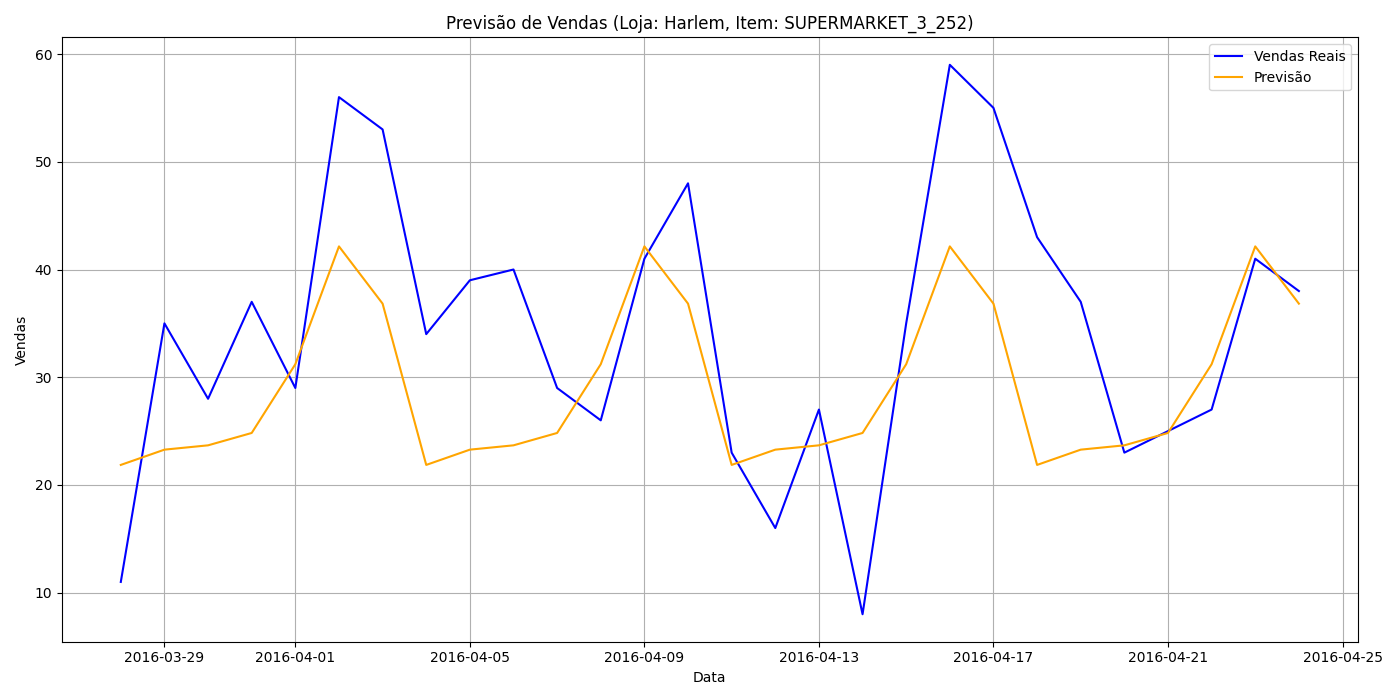 Previsão de Vendas (Loja: Harlem, Item: SUPERMARKET_3_252)
Vendas Reais
Previsão
Vendas
60
50
40
30
20
10
2016-03-29 2016-04-01 2016-04-05 2016-04-09 2016-04-13 2016-04-17 2016-04-21 2016-04-25
Data